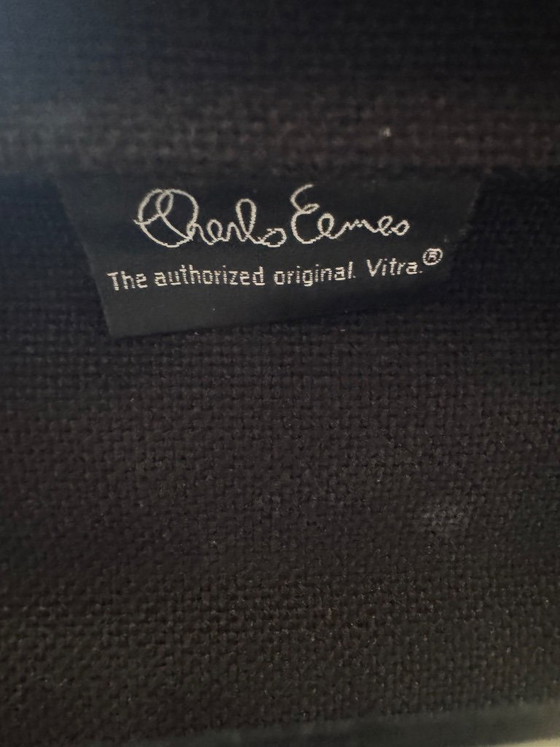 Charles Eames
The authorized original. Vitra.®